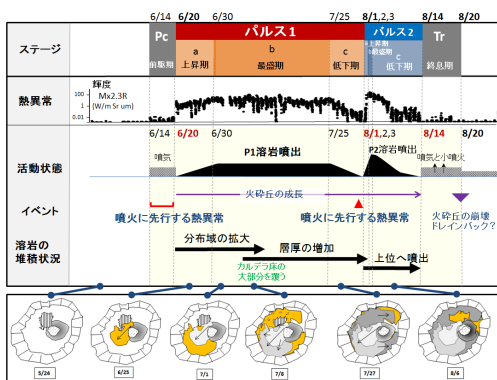 6/14 6/20 6/30 7/25 8/1,2,3 8/14 8/20
ステージ
Pc
前駆期
パルス1
a
上昇期
b
最盛期
c
低下期
パルス2
a上昇期
b最盛期
c
低下期
Tr
終息期
熱異常
輝度
Mx2.3R
(W/m Sr um)
100
1
0.01
6/14 6/20 6/30 7/25 8/1,2,3 8/14 8/20
活動状態
噴気
P1溶岩噴出
P2溶岩噴出
噴気と小噴火
イベント
火砕丘の成長
噴火に先行する熱異常
噴火に先行する熱異常
火砕丘の崩壊
ドレインバック?
溶岩の
堆積状況
分布域の拡大
層厚の増加
カルデラ床の
大部分を覆う
上位へ噴出
5/24
6/25
7/1
7/8
7/27
8/6